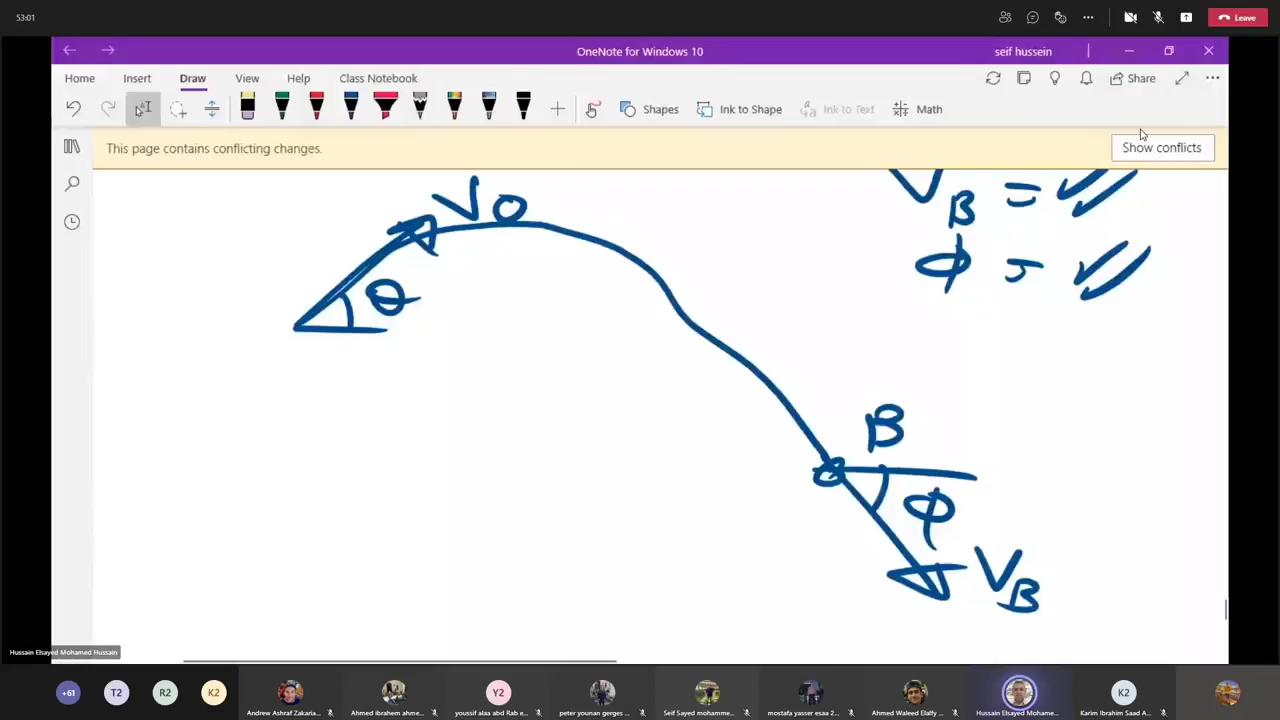 53:01
Leave
OneNote for Windows 10
seif hussein
Home Insert Draw View Help Class Notebook
Share
Shapes
Ink to Shape
Ink to Text
Math
This page contains conflicting changes.
Show conflicts
V_B = ✓✓
Φ = ✓✓
Vo
θ
B
Φ
V_B
Hussain Elsayed Mohamed Hussain
+61 T2 R2 K2 Y2 K2
Andrew Ashraf Zakaria...
Ahmed ibrahem ahme...
youssif alaa abd Rab e...
peter younan gerges ...
Seif Sayed mohamme...
mostafa yasser esaa 2...
Ahmed Waleed Elalfy ...
Hussain Elsayed Mohame...
Karim Ibrahim Saad A...